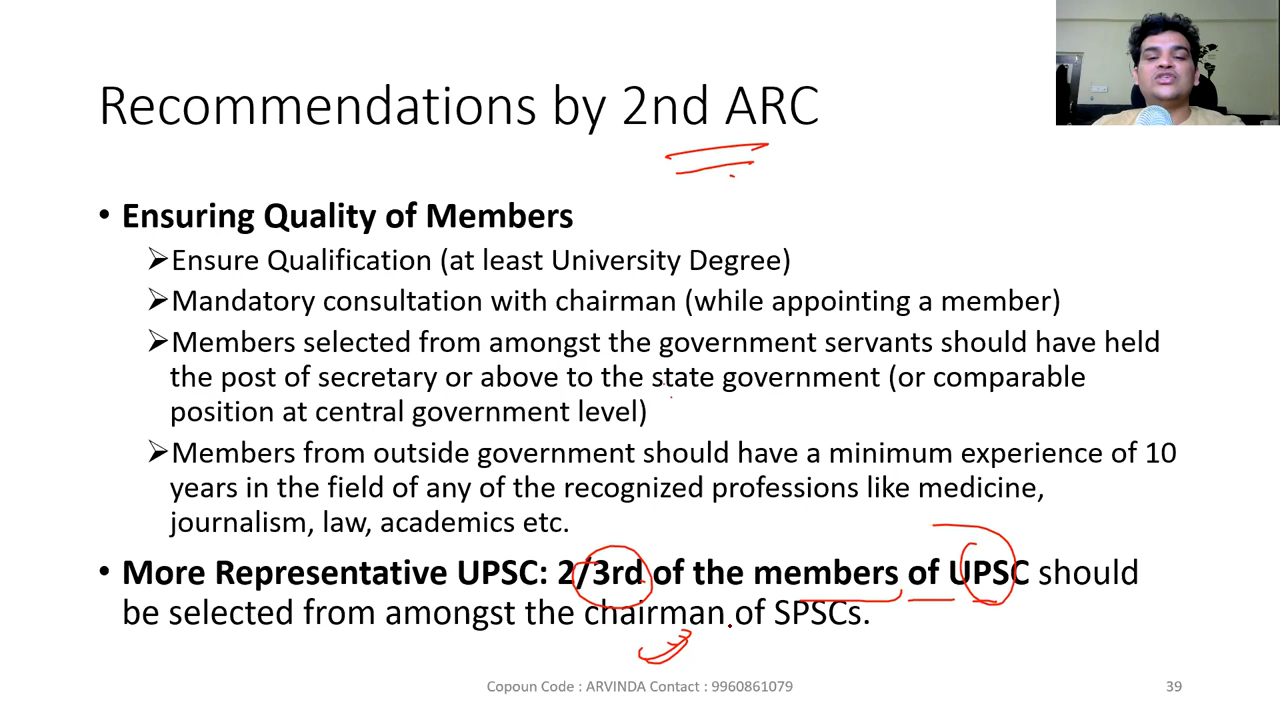 Recommendations by 2nd ARC
• Ensuring Quality of Members
➢Ensure Qualification (at least University Degree)
➢Mandatory consultation with chairman (while appointing a member)
➢Members selected from amongst the government servants should have held
the post of secretary or above to the state government (or comparable
position at central government level)
➢Members from outside government should have a minimum experience of 10
years in the field of any of the recognized professions like medicine,
journalism, law, academics etc.
• More Representative UPSC: 2/3rd of the members of UPSC should
be selected from amongst the chairman of SPSCs.
Copoun Code : ARVINDA Contact : 9960861079
39